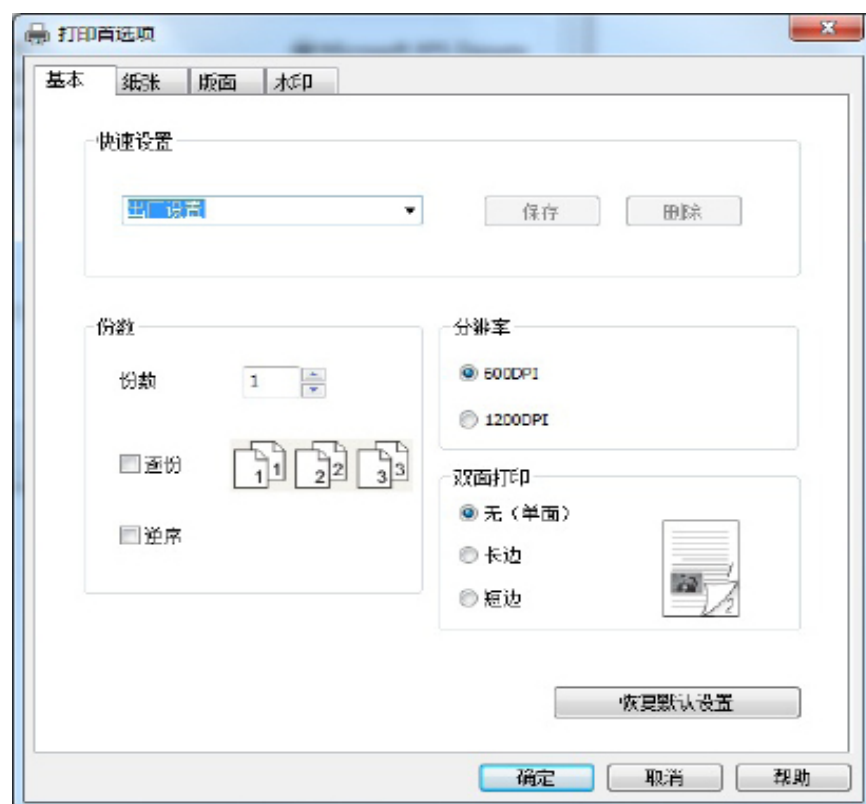 打印首选项
基本 纸张 版面 水印
快速设置
出厂设置 保存 删除
份数
份数 1
逐份 1 1 2 2 3 3
逆序
分辨率
600DPI
1200DPI
双面打印
无（单面）
长边
短边
恢复默认设置
确定 取消 帮助